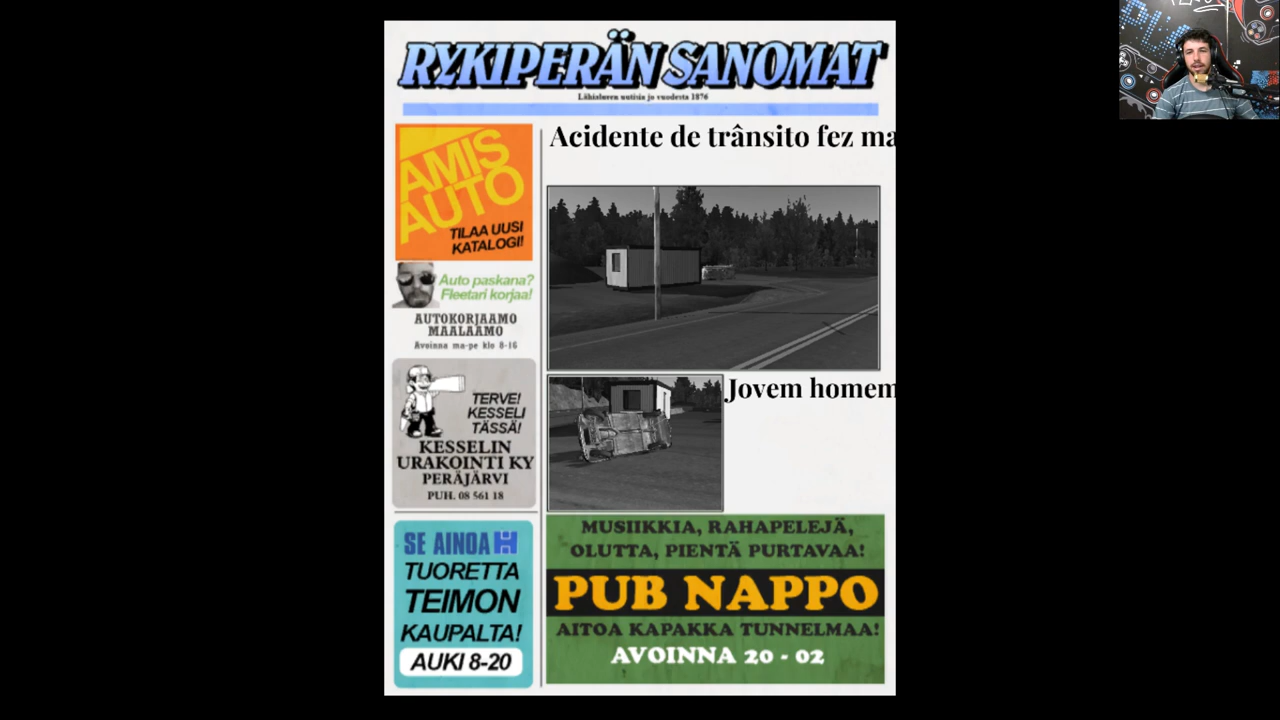 RYKIPERÄN SANOMAT
Lähialueen uutisia jo vuodesta 1876
AMIS
AUTO
TILAA UUSI
KATALOGI!
Auto paskana?
Fleetari korjaa!
AUTOKORJAAMO
MAALAAMO
Avoinna ma-pe klo 8-16
TERVE!
KESSELI
TÄSSÄ!
KESSELIN
URAKOINTI KY
PERÄJÄRVI
PUH. 08 561 18
SE AINOA H
TUORETTA
TEIMON
KAUPALTA!
AUKI 8-20
Acidente de trânsito fez ma
Jovem homem
MUSIIKKIA, RAHAPELEJÄ,
OLUTTA, PIENTÄ PURTAVAA!
PUB NAPPO
AITOA KAPAKKA TUNNELMAA!
AVOINNA 20 - 02